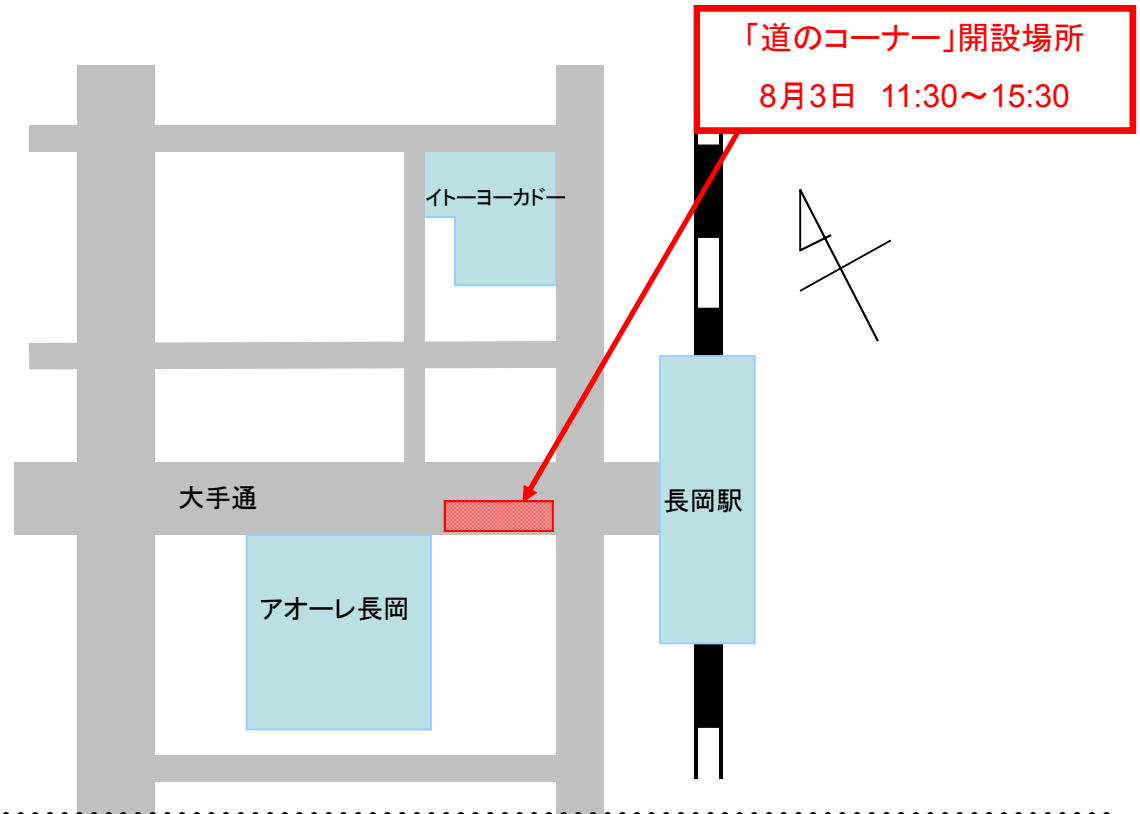 「道のコーナー」開設場所
8月3日 11:30～15:30
イトーヨーカドー
大手通
長岡駅
アオーレ長岡